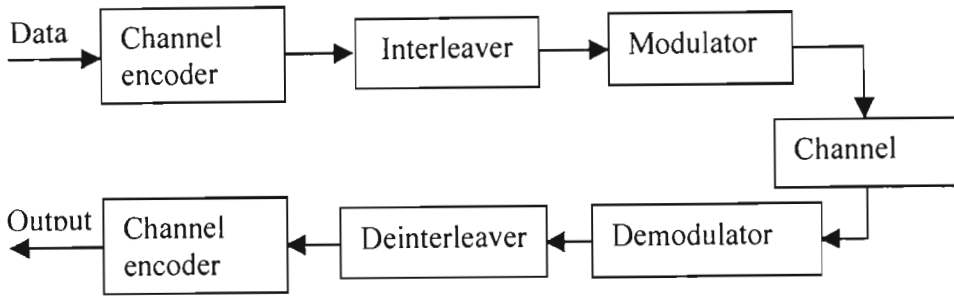 Data
Channel
encoder
Interleaver
Modulator
Channel
Output
Channel
encoder
Deinterleaver
Demodulator